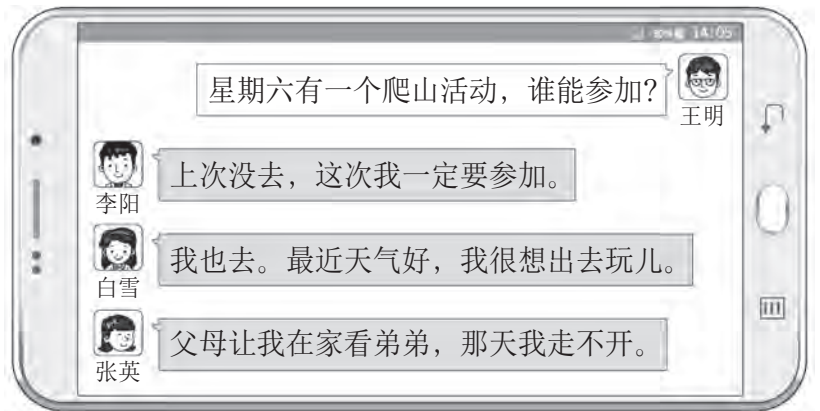 14:05
星期六有一个爬山活动，谁能参加?
王明
上次没去，这次我一定要参加。
李阳
我也去。最近天气好，我很想出去玩儿。
白雪
父母让我在家看弟弟，那天我走不开。
张英